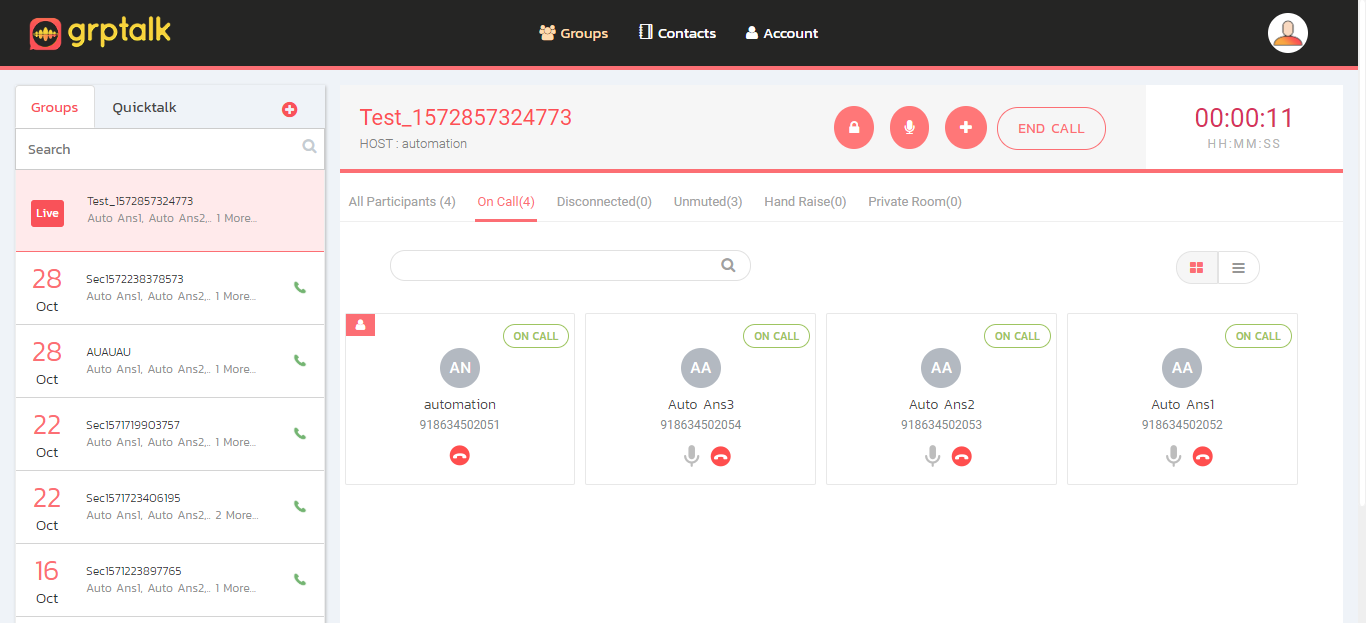 grptalk
Groups
Contacts
Account
Groups
Quicktalk
Search
Live
Test_1572857324773
Auto Ans1, Auto Ans2,.. 1 More...
28
Oct
Sec1572238378573
Auto Ans1, Auto Ans2,.. 1 More...
28
Oct
AUAUAU
Auto Ans1, Auto Ans2,.. 1 More...
22
Oct
Sec1571719903757
Auto Ans1, Auto Ans2,.. 1 More...
22
Oct
Sec1571723406195
Auto Ans1, Auto Ans2,.. 2 More...
16
Oct
Sec1571223897765
Auto Ans1, Auto Ans2,.. 1 More...
Test_1572857324773
HOST : automation
END CALL
00:00:11
HH:MM:SS
All Participants (4)
On Call(4)
Disconnected(0)
Unmuted(3)
Hand Raise(0)
Private Room(0)
ON CALL
AN
automation
918634502051
ON CALL
AA
Auto Ans3
918634502054
ON CALL
AA
Auto Ans2
918634502053
ON CALL
AA
Auto Ans1
918634502052